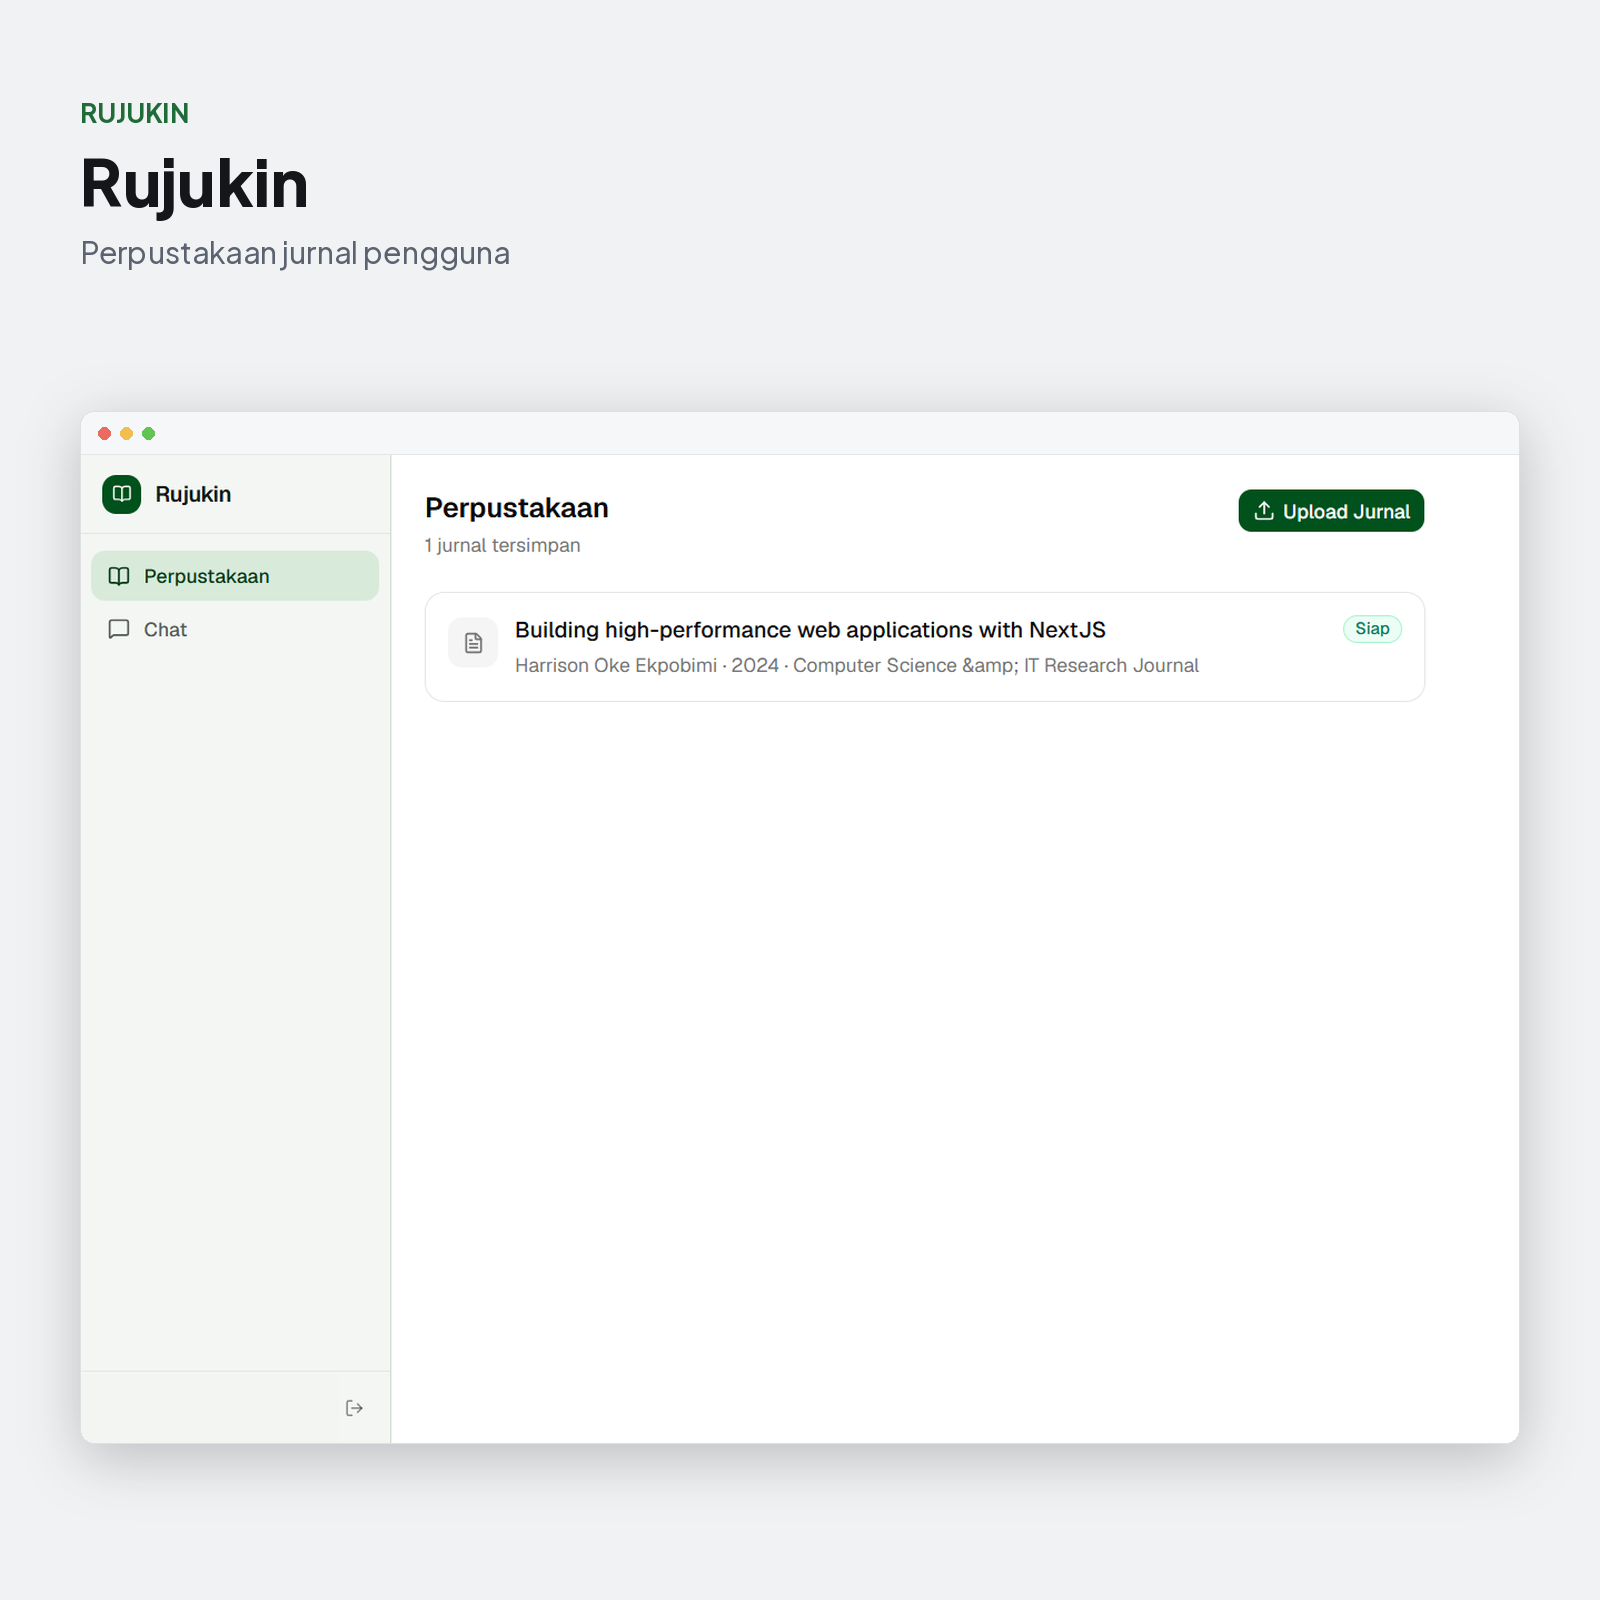 RUJUKIN
Rujukin
Perpustakaan jurnal pengguna
Rujukin
Perpustakaan
Chat
Perpustakaan
1 jurnal tersimpan
Upload Jurnal
Building high-performance web applications with NextJS
Siap
Harrison Oke Ekpobimi · 2024 · Computer Science &amp; IT Research Journal